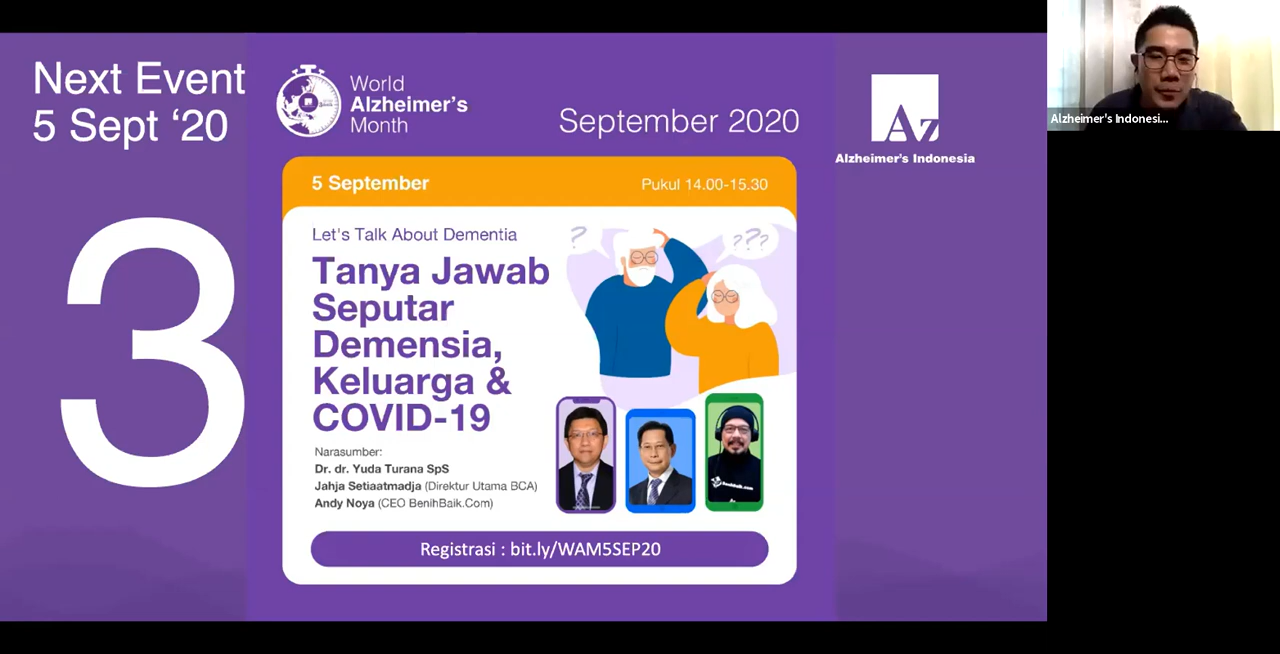 Next Event
5 Sept ‘20
3
World
Alzheimer's
Month
September 2020
Az
Alzheimer's Indonesia
5 September
Pukul 14.00-15.30
Let's Talk About Dementia
Tanya Jawab
Seputar
Demensia,
Keluarga &
COVID-19
? ???
Narasumber:
Dr. dr. Yuda Turana SpS
Jahja Setiaatmadja (Direktur Utama BCA)
Andy Noya (CEO BenihBaik.Com)
Registrasi : bit.ly/WAM5SEP20
Alzheimer's Indonesi...